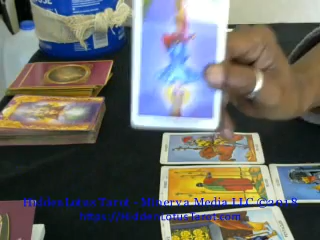 Hidden Lotus Tarot - Minerva Media LLC ©2018
https://HiddenLotusTarot.com